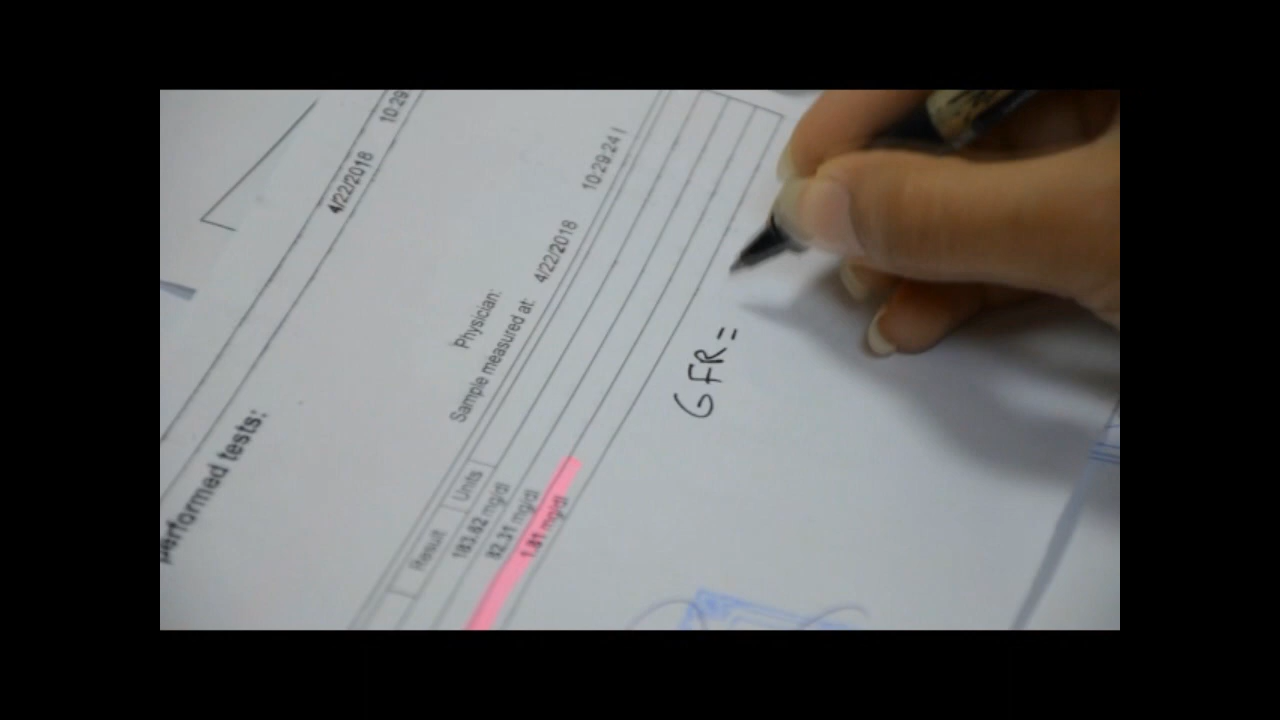 4/22/2018 10:29
performed tests:
Physician:
Sample measured at: 4/22/2018 10:29:24
Result Units
183.62 mg/dl
82.31 mg/dl
1.81 mg/dl
GFR =